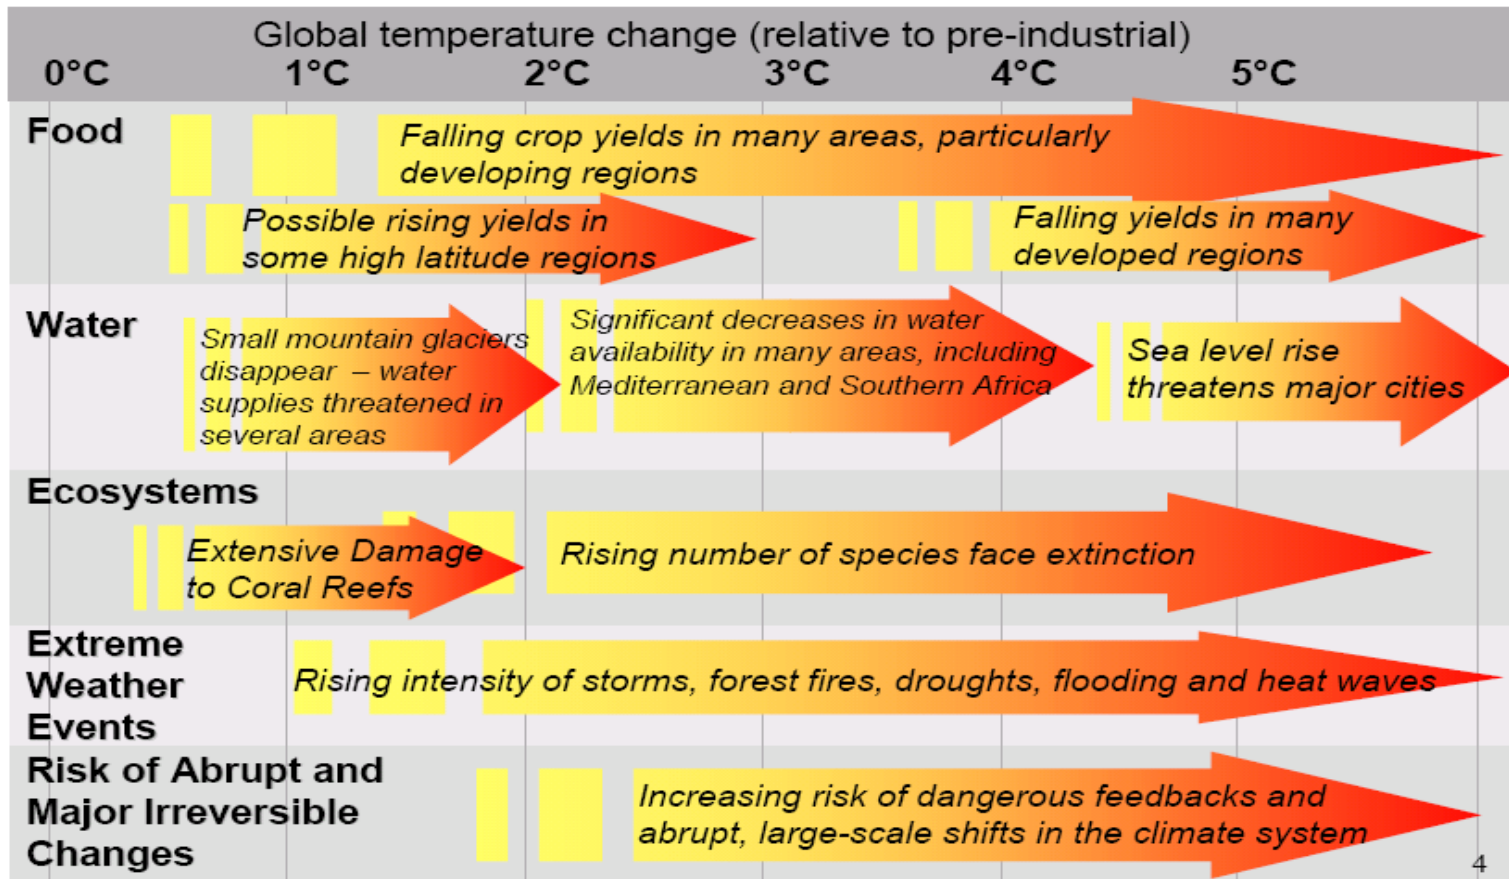 Global temperature change (relative to pre-industrial)
0°C 1°C 2°C 3°C 4°C 5°C
Food
Falling crop yields in many areas, particularly
developing regions
Possible rising yields in
some high latitude regions
Falling yields in many
developed regions
Water
Small mountain glaciers
disappear – water
supplies threatened in
several areas
Significant decreases in water
availability in many areas, including
Mediterranean and Southern Africa
Sea level rise
threatens major cities
Ecosystems
Extensive Damage
to Coral Reefs
Rising number of species face extinction
Extreme
Weather
Events
Rising intensity of storms, forest fires, droughts, flooding and heat waves
Risk of Abrupt and
Major Irreversible
Changes
Increasing risk of dangerous feedbacks and
abrupt, large-scale shifts in the climate system
4